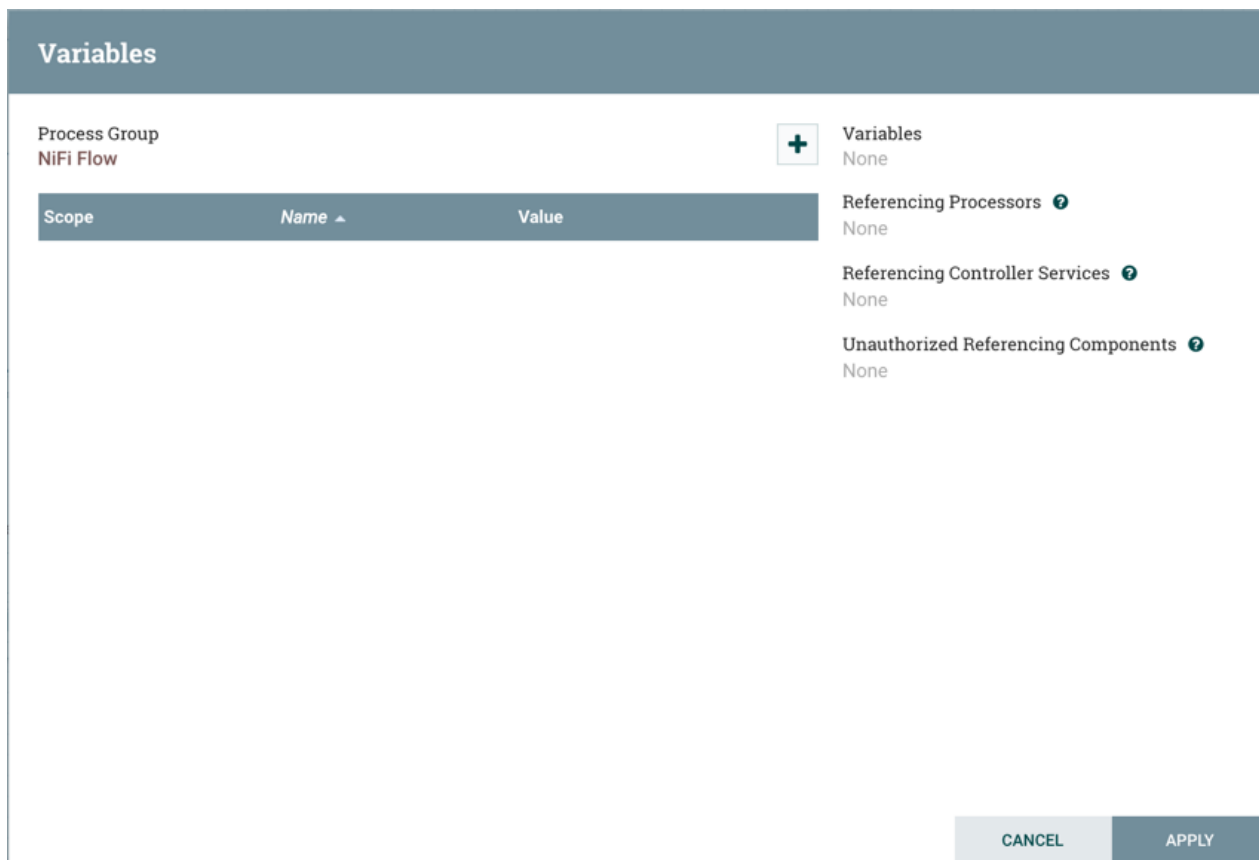 Variables
Process Group
NiFi Flow
Scope Name Value
Variables
None
Referencing Processors
None
Referencing Controller Services
None
Unauthorized Referencing Components
None
CANCEL APPLY